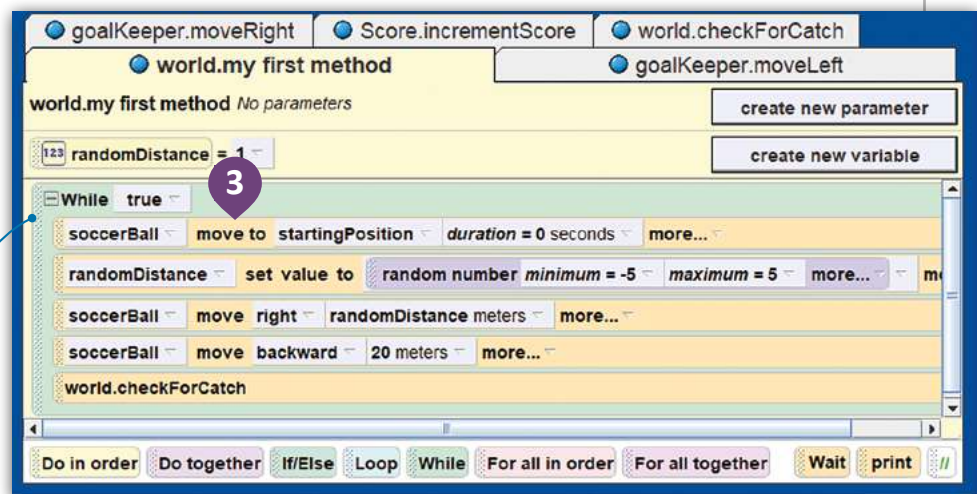 goalKeeper.moveRight Score.incrementScore world.checkForCatch
world.my first method goalKeeper.moveLeft
world.my first method No parameters create new parameter
123 randomDistance = 1 create new variable
3
While true
soccerBall move to startingPosition duration = 0 seconds more...
randomDistance set value to random number minimum = -5 maximum = 5 more... m
soccerBall move right randomDistance meters more...
soccerBall move backward 20 meters more...
world.checkForCatch
Do in order Do together If/Else Loop While For all in order For all together Wait print //